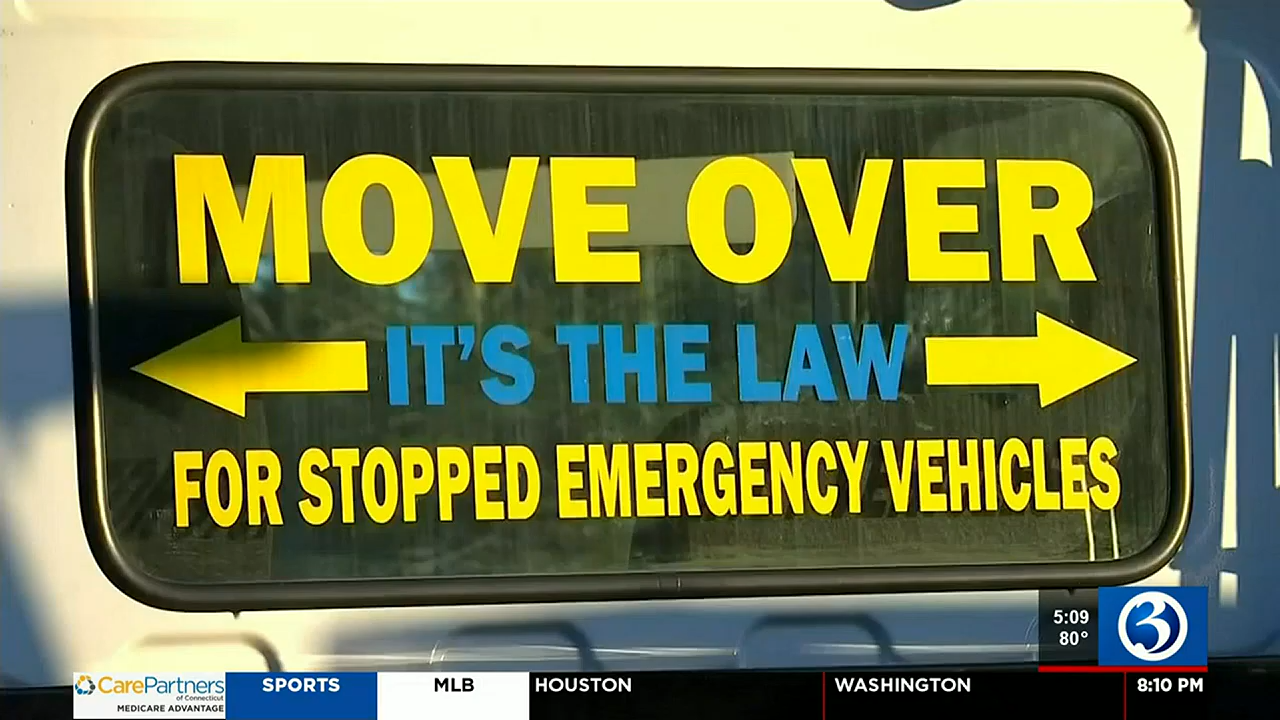 MOVE OVER
IT'S THE LAW
FOR STOPPED EMERGENCY VEHICLES
5:09
80°
3
CarePartners
of Connecticut
MEDICARE ADVANTAGE
SPORTS
MLB
HOUSTON
WASHINGTON
8:10 PM